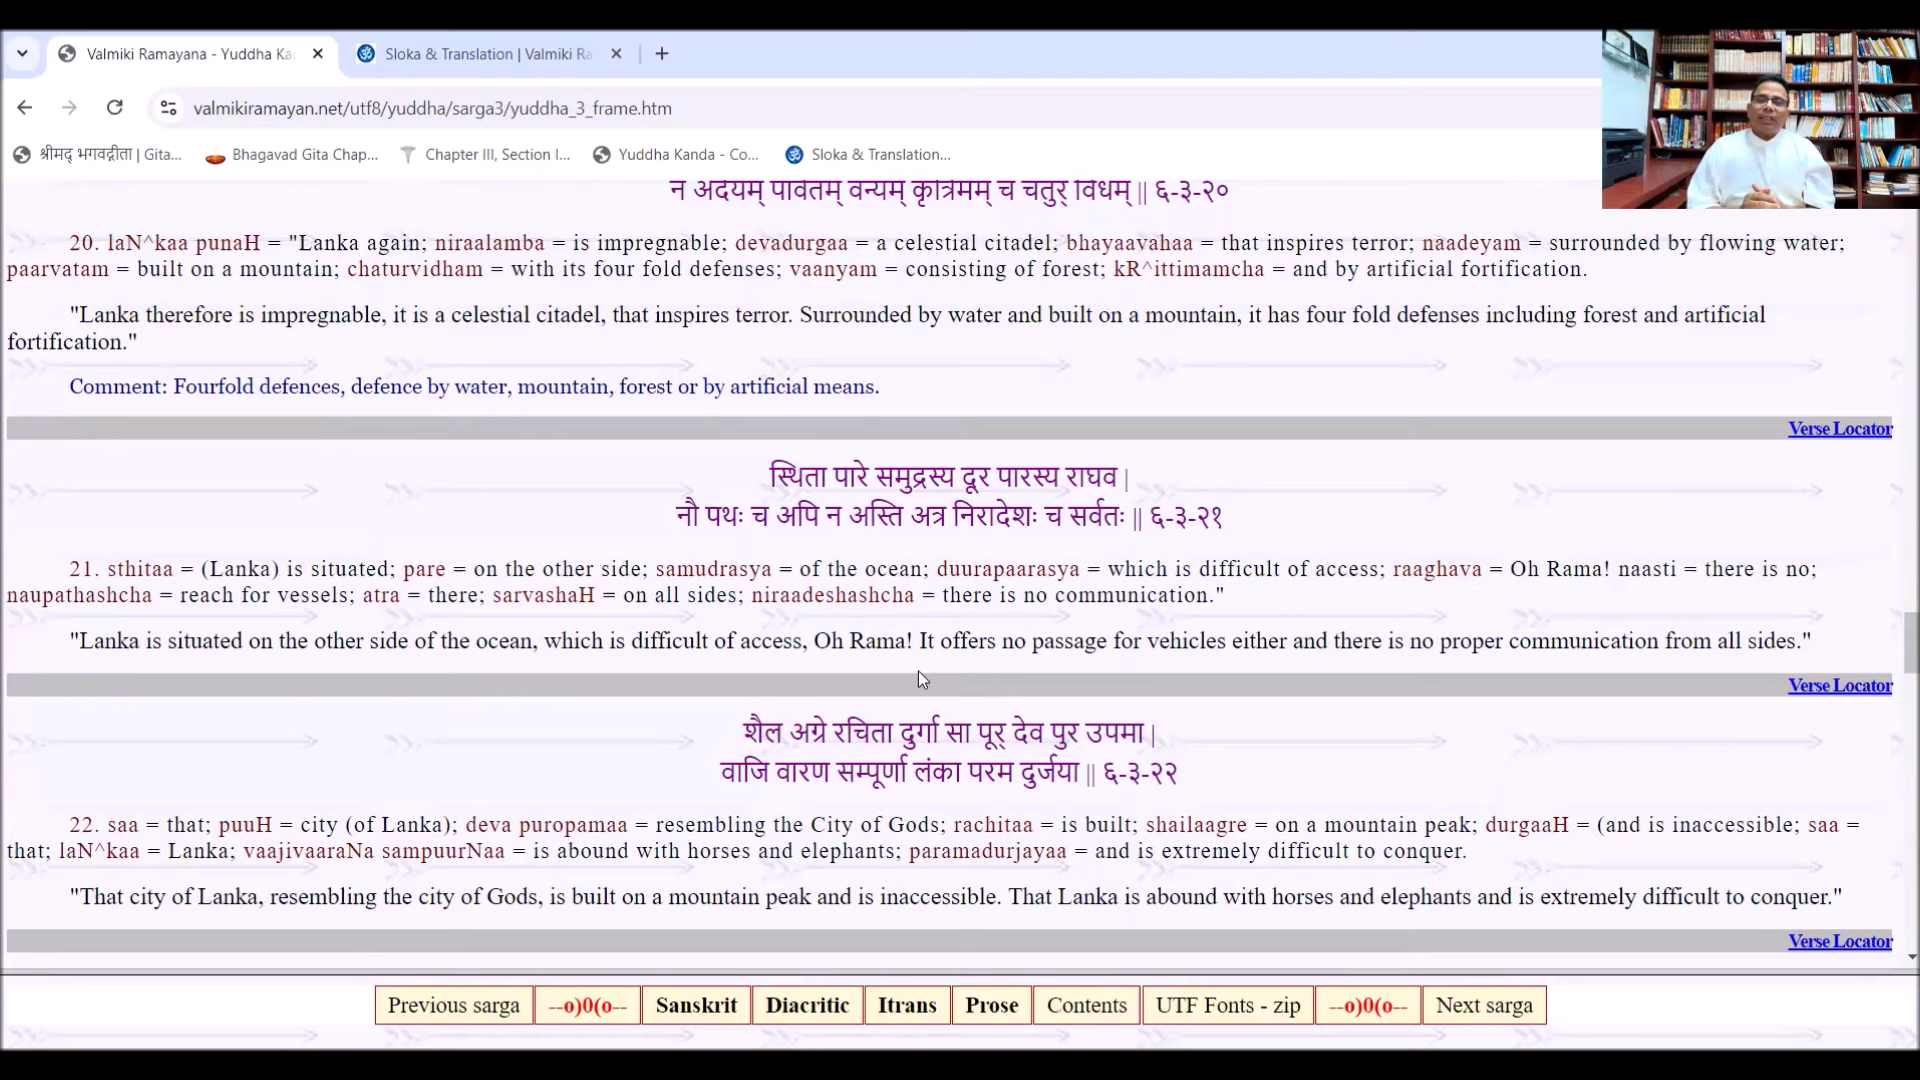 Valmiki Ramayana - Yuddha Ka
Sloka & Translation | Valmiki Ra
valmikiramayan.net/utf8/yuddha/sarga3/yuddha_3_frame.htm
श्रीमद् भगवद्गीता | Gita...
Bhagavad Gita Chap...
Chapter III, Section I...
Yuddha Kanda - Co...
Sloka & Translation...
न अदेयम् पार्वतम् वन्यम् कृत्रिमम् च चतुर् विधम् || ६-३-२०
20. laN^kaa punaH = "Lanka again; niraalamba = is impregnable; devadurgaa = a celestial citadel; bhayaavahaa = that inspires terror; naadeyam = surrounded by flowing water;
paarvatam = built on a mountain; chaturvidham = with its four fold defenses; vaanyam = consisting of forest; kR^ittimamcha = and by artificial fortification.
"Lanka therefore is impregnable, it is a celestial citadel, that inspires terror. Surrounded by water and built on a mountain, it has four fold defenses including forest and artificial
fortification."
Comment: Fourfold defences, defence by water, mountain, forest or by artificial means.
Verse Locator
स्थिता पारे समुद्रस्य दूर पारस्य राघव |
नौ पथः च अपि न अस्ति अत्र निरादेशः च सर्वतः || ६-३-२१
21. sthitaa = (Lanka) is situated; pare = on the other side; samudrasya = of the ocean; duurapaarasya = which is difficult of access; raaghava = Oh Rama! naasti = there is no;
naupathashcha = reach for vessels; atra = there; sarvashaH = on all sides; niraadeshashcha = there is no communication."
"Lanka is situated on the other side of the ocean, which is difficult of access, Oh Rama! It offers no passage for vehicles either and there is no proper communication from all sides."
Verse Locator
शैल अग्रे रचिता दुर्गा सा पूर् देव पुर उपमा |
वाजि वारण सम्पूर्णा लंका परम दुर्जया || ६-३-२२
22. saa = that; puuH = city (of Lanka); deva puropamaa = resembling the City of Gods; rachitaa = is built; shailaagre = on a mountain peak; durgaaH = (and is inaccessible; saa =
that; laN^kaa = Lanka; vaajivaaraNa sampuurNaa = is abound with horses and elephants; paramadurjayaa = and is extremely difficult to conquer.
"That city of Lanka, resembling the city of Gods, is built on a mountain peak and is inaccessible. That Lanka is abound with horses and elephants and is extremely difficult to conquer."
Verse Locator
Previous sarga --o)0(o-- Sanskrit Diacritic Itrans Prose Contents UTF Fonts - zip --o)0(o-- Next sarga